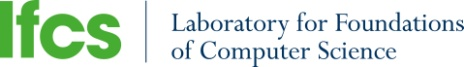 lfcs
Laboratory for Foundations
of Computer Science